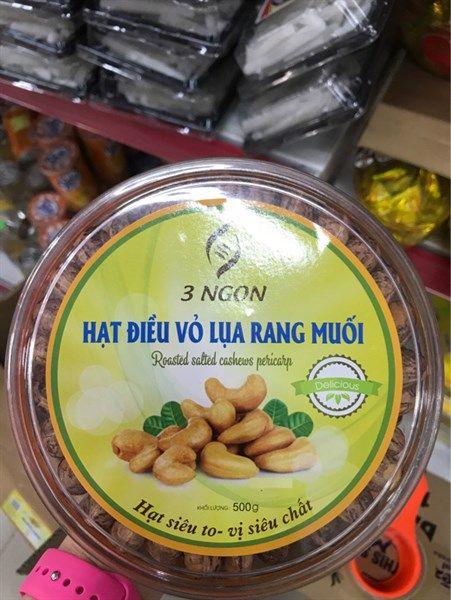 3 NGON
HẠT ĐIỀU VỎ LỤA RANG MUỐI
Roasted salted cashews pericarp
Delicious
KHỐI LƯỢNG: 500g
Hạt siêu to- vị siêu chất